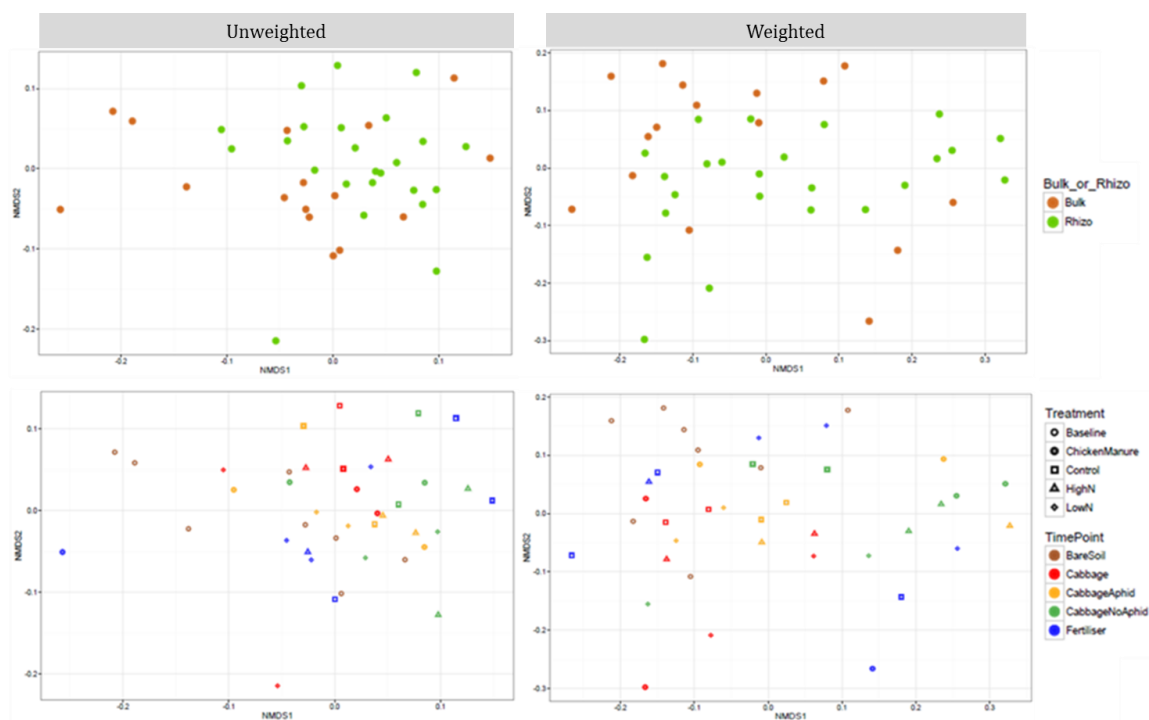 Unweighted
Weighted
0.1
0.0
-0.1
-0.2
NMDS2
-0.2
-0.1
0.0
0.1
NMDS1
0.2
0.1
0.0
-0.1
-0.2
-0.3
NMDS2
-0.2
-0.1
0.0
0.1
0.2
0.3
NMDS1
Bulk_or_Rhizo
Bulk
Rhizo
0.1
0.0
-0.1
-0.2
NMDS2
-0.2
-0.1
0.0
0.1
NMDS1
0.2
0.1
0.0
-0.1
-0.2
-0.3
NMDS2
-0.2
-0.1
0.0
0.1
0.2
0.3
NMDS1
Treatment
Baseline
ChickenManure
Control
HighN
LowN
TimePoint
BareSoil
Cabbage
CabbageAphid
CabbageNoAphid
Fertiliser